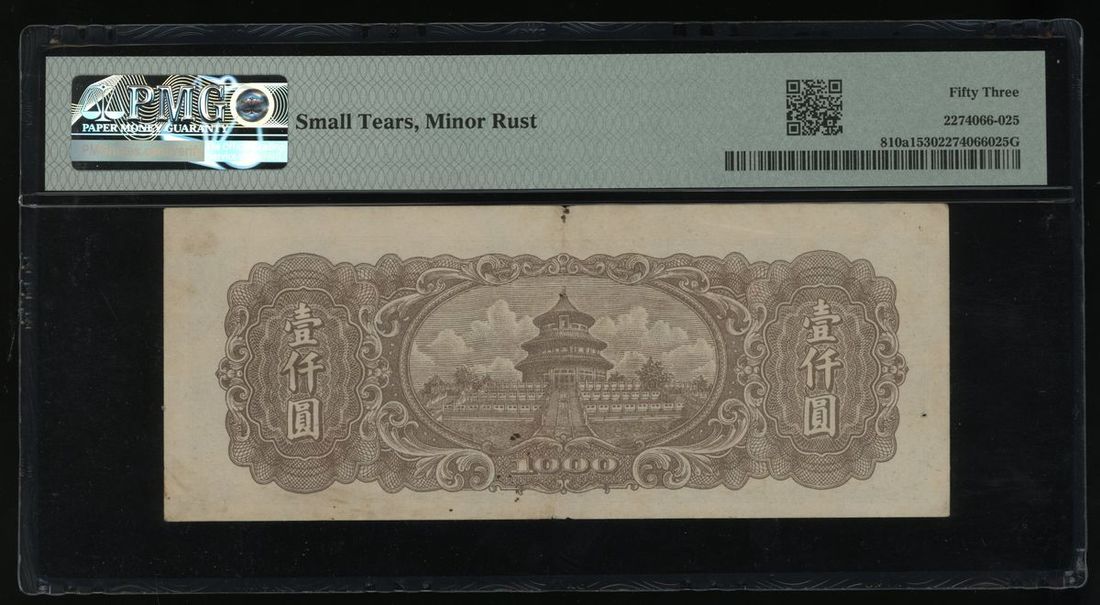 PMG
PAPER MONEY GUARANTY
Small Tears, Minor Rust
Fifty Three
2274066-025
810a15302274066025G
壹仟圓
壹仟圓
1000